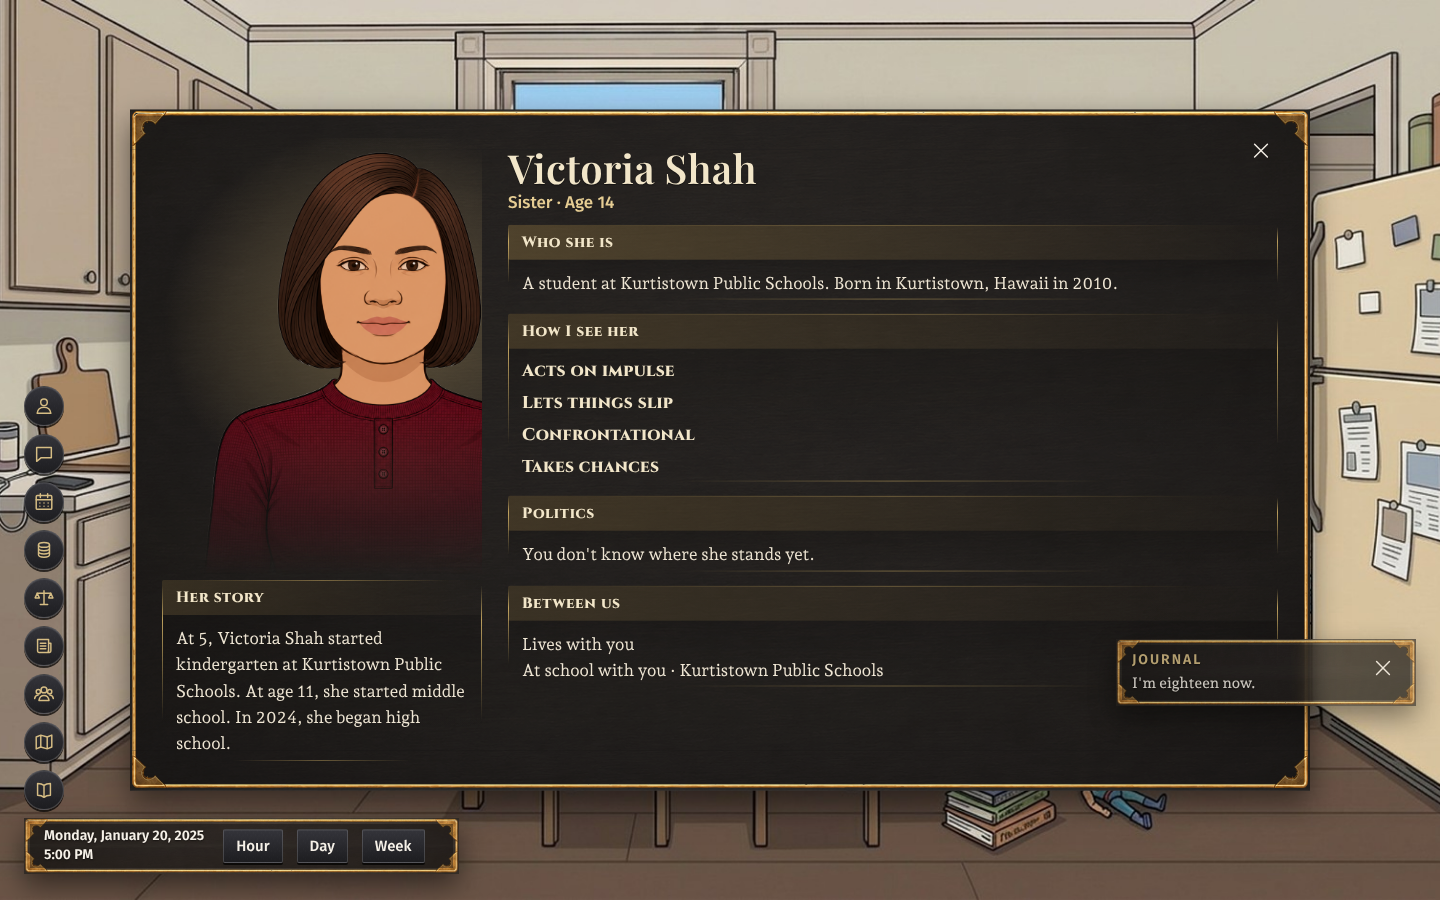 Victoria Shah
Sister · Age 14
Who she is
A student at Kurtistown Public Schools. Born in Kurtistown, Hawaii in 2010.
How I see her
Acts on impulse
Lets things slip
Confrontational
Takes chances
Politics
You don't know where she stands yet.
Between us
Lives with you
At school with you · Kurtistown Public Schools
Her story
At 5, Victoria Shah started
kindergarten at Kurtistown Public
Schools. At age 11, she started middle
school. In 2024, she began high
school.
JOURNAL
I'm eighteen now.
Monday, January 20, 2025
5:00 PM
Hour
Day
Week